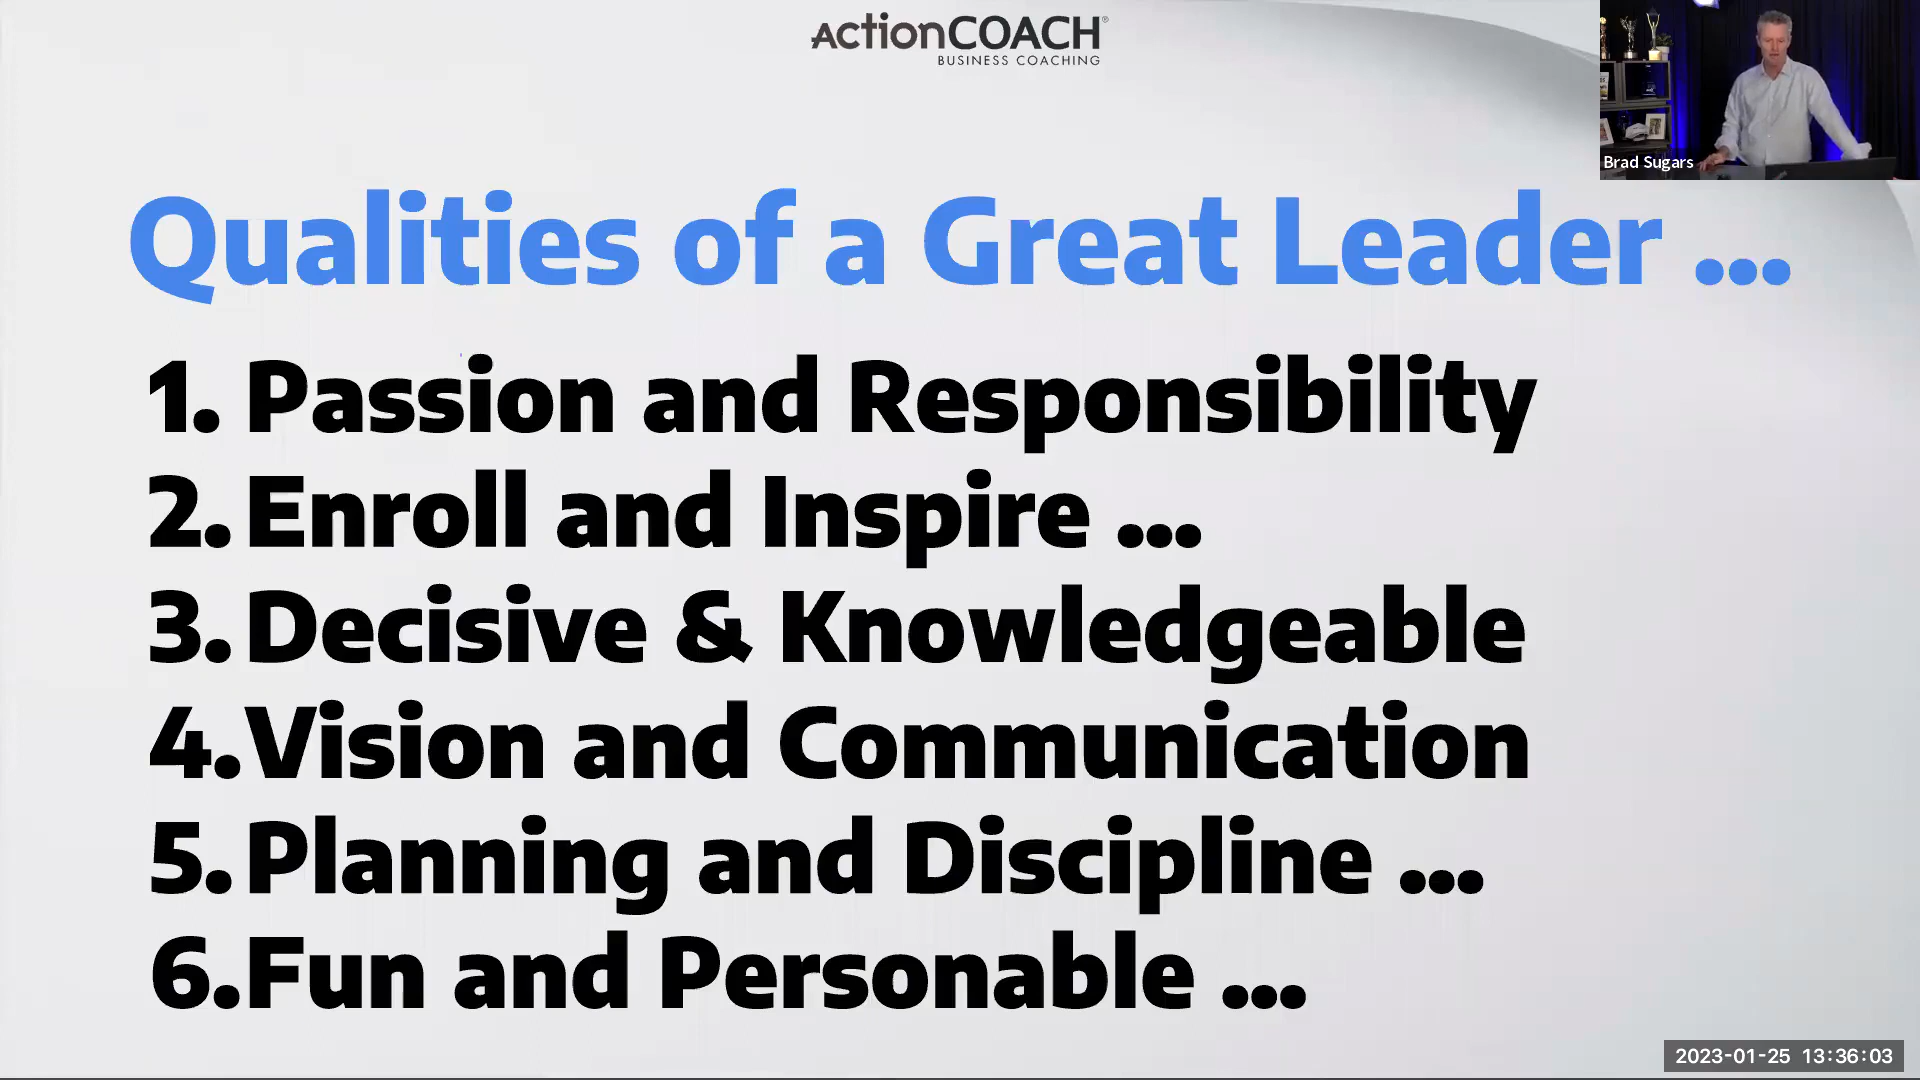 ActionCOACH®
BUSINESS COACHING
Brad Sugars
Qualities of a Great Leader ...
1. Passion and Responsibility
2. Enroll and Inspire ...
3. Decisive & Knowledgeable
4. Vision and Communication
5. Planning and Discipline ...
6. Fun and Personable ...
2023-01-25 13:36:03